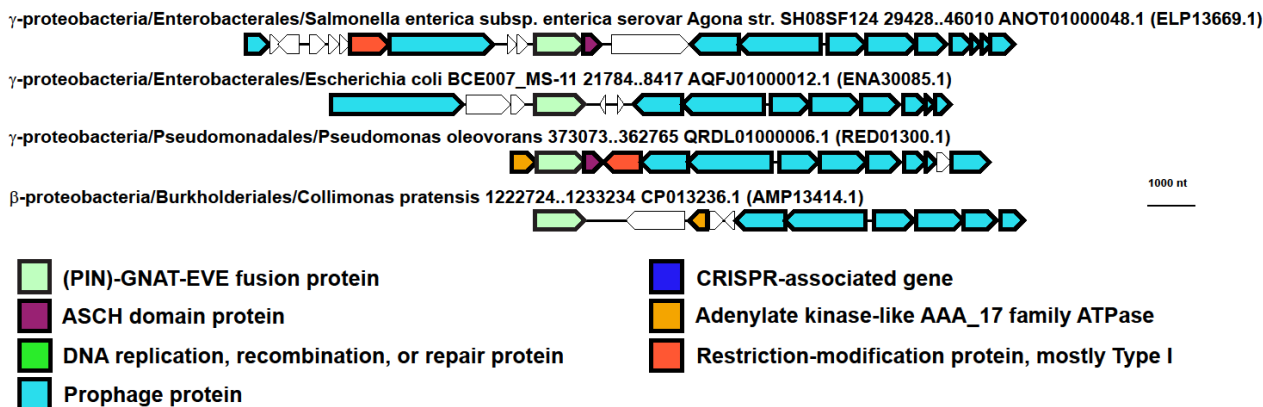 γ-proteobacteria/Enterobacterales/Salmonella enterica subsp. enterica serovar Agona str. SH08SF124 29428..46010 ANOT01000048.1 (ELP13669.1)
γ-proteobacteria/Enterobacterales/Escherichia coli BCE007_MS-11 21784..8417 AQFJ01000012.1 (ENA30085.1)
γ-proteobacteria/Pseudomonadales/Pseudomonas oleovorans 373073..362765 QRDL01000006.1 (RED01300.1)
β-proteobacteria/Burkholderiales/Collimonas pratensis 1222724..1233234 CP013236.1 (AMP13414.1)
1000 nt
(PIN)-GNAT-EVE fusion protein
ASCH domain protein
DNA replication, recombination, or repair protein
Prophage protein
CRISPR-associated gene
Adenylate kinase-like AAA_17 family ATPase
Restriction-modification protein, mostly Type I